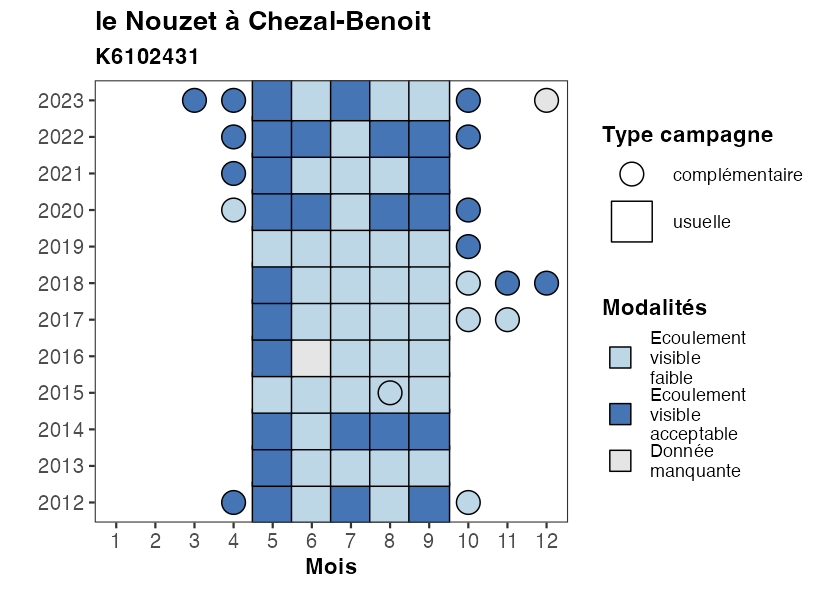 le Nouzet à Chezal-Benoit
K6102431
2023
2022
2021
2020
2019
2018
2017
2016
2015
2014
2013
2012
1 2 3 4 5 6 7 8 9 10 11 12
Mois
Type campagne
complémentaire
usuelle
Modalités
Ecoulement
visible
faible
Ecoulement
visible
acceptable
Donnée
manquante